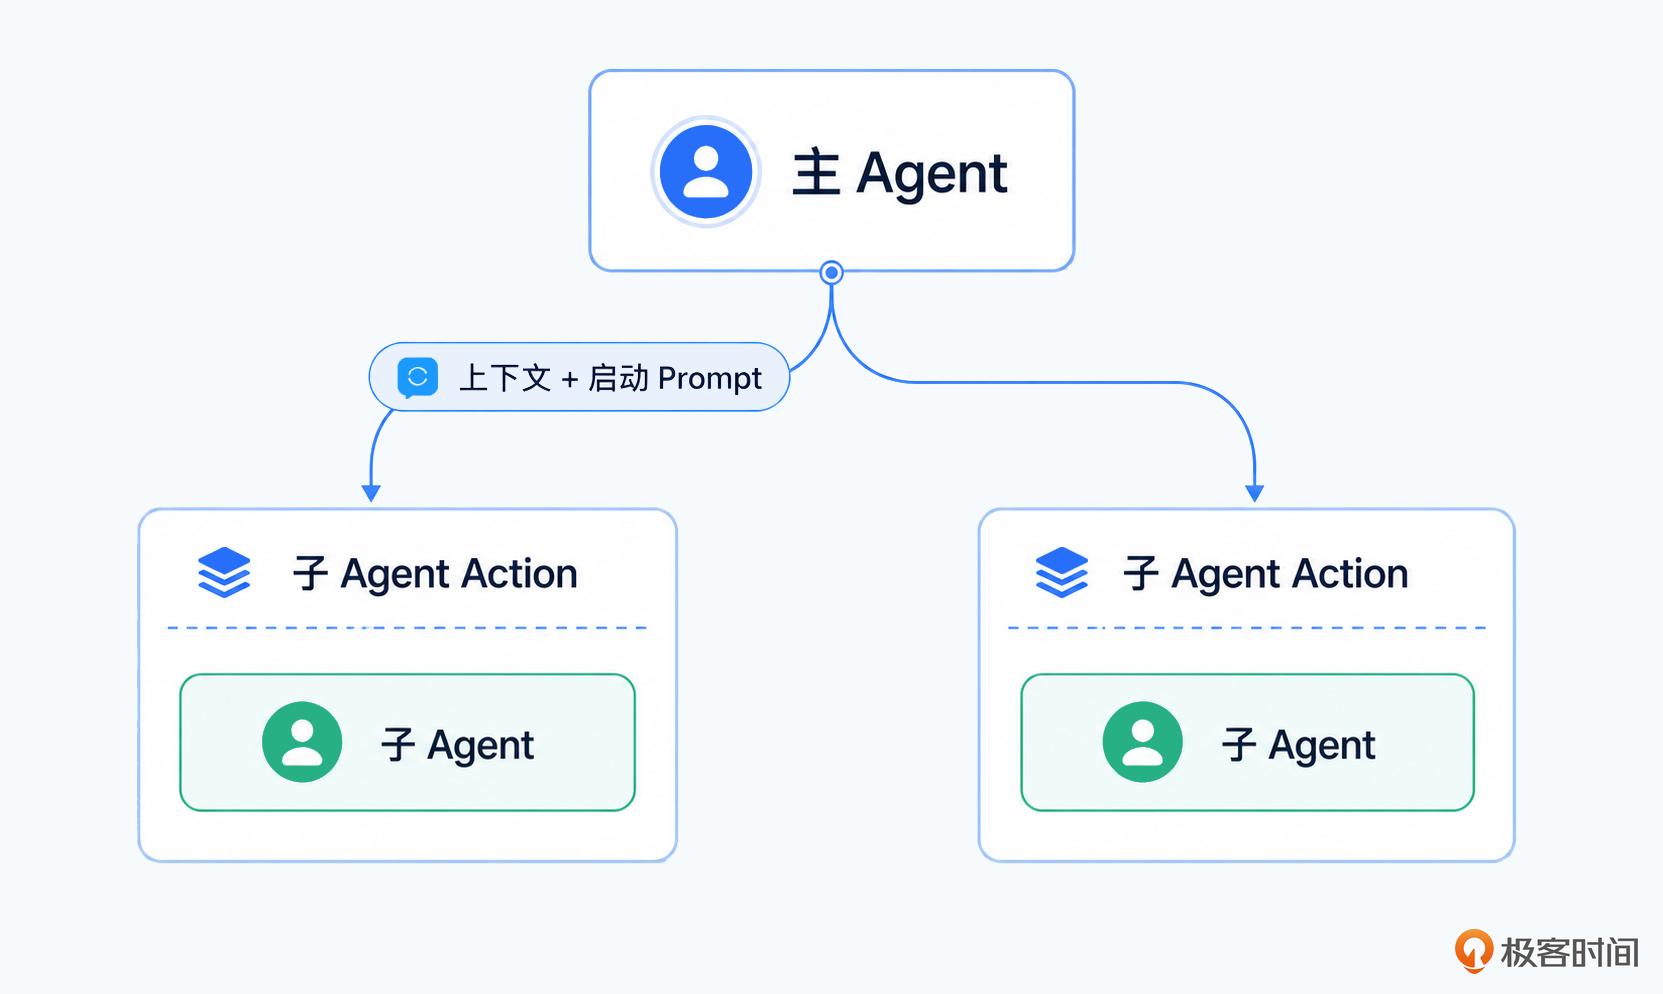 主 Agent
上下文 + 启动 Prompt
子 Agent Action
子 Agent Action
子 Agent
子 Agent
极客时间